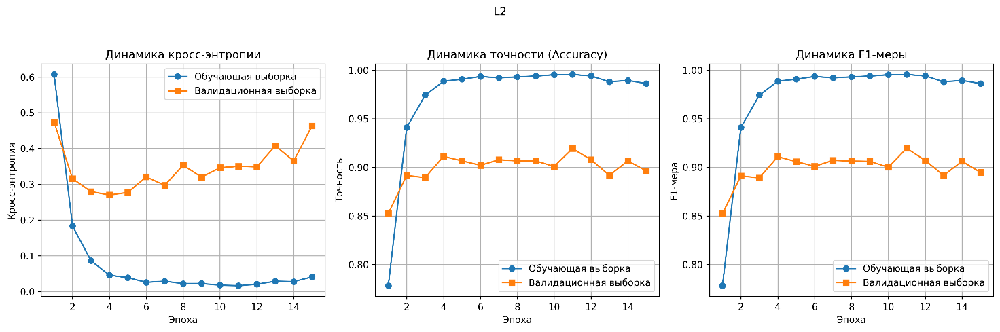 L2
Динамика кросс-энтропии
Кросс-энтропия
0.6
0.5
0.4
0.3
0.2
0.1
0.0
Обучающая выборка
Валидационная выборка
2 4 6 8 10 12 14
Эпоха
Динамика точности (Accuracy)
Точность
1.00
0.95
0.90
0.85
0.80
Обучающая выборка
Валидационная выборка
2 4 6 8 10 12 14
Эпоха
Динамика F1-меры
F1-мера
1.00
0.95
0.90
0.85
0.80
Обучающая выборка
Валидационная выборка
2 4 6 8 10 12 14
Эпоха